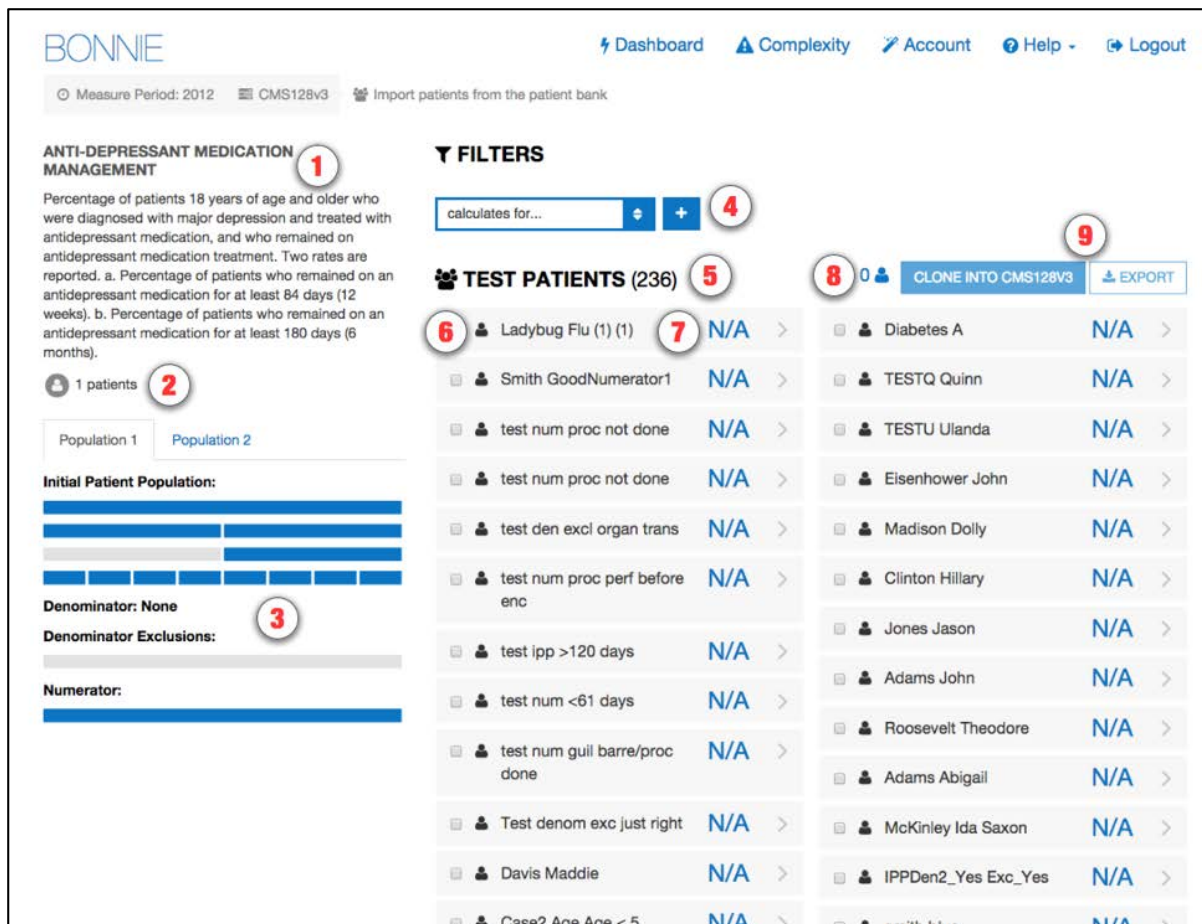 BONNIE
Dashboard
Complexity
Account
Help
Logout
Measure Period: 2012
CMS128v3
Import patients from the patient bank
ANTI-DEPRESSANT MEDICATION
MANAGEMENT
1
Percentage of patients 18 years of age and older who
were diagnosed with major depression and treated with
antidepressant medication, and who remained on
antidepressant medication treatment. Two rates are
reported. a. Percentage of patients who remained on an
antidepressant medication for at least 84 days (12
weeks). b. Percentage of patients who remained on an
antidepressant medication for at least 180 days (6
months).
1 patients
2
Population 1
Population 2
Initial Patient Population:
Denominator: None
3
Denominator Exclusions:
Numerator:
FILTERS
calculates for...
+
4
TEST PATIENTS (236)
5
8
0
CLONE INTO CMS128V3
9
EXPORT
6
Ladybug Flu (1) (1)
7
N/A
Smith GoodNumerator1
N/A
test num proc not done
N/A
test num proc not done
N/A
test den excl organ trans
N/A
test num proc perf before
enc
N/A
test ipp >120 days
N/A
test num <61 days
N/A
test num guil barre/proc
done
N/A
Test denom exc just right
N/A
Davis Maddie
N/A
Case2 Age Age < 5
N/A
Diabetes A
N/A
TESTQ Quinn
N/A
TESTU Ulanda
N/A
Eisenhower John
N/A
Madison Dolly
N/A
Clinton Hillary
N/A
Jones Jason
N/A
Adams John
N/A
Roosevelt Theodore
N/A
Adams Abigail
N/A
McKinley Ida Saxon
N/A
IPPDen2_Yes Exc_Yes
N/A
N/A